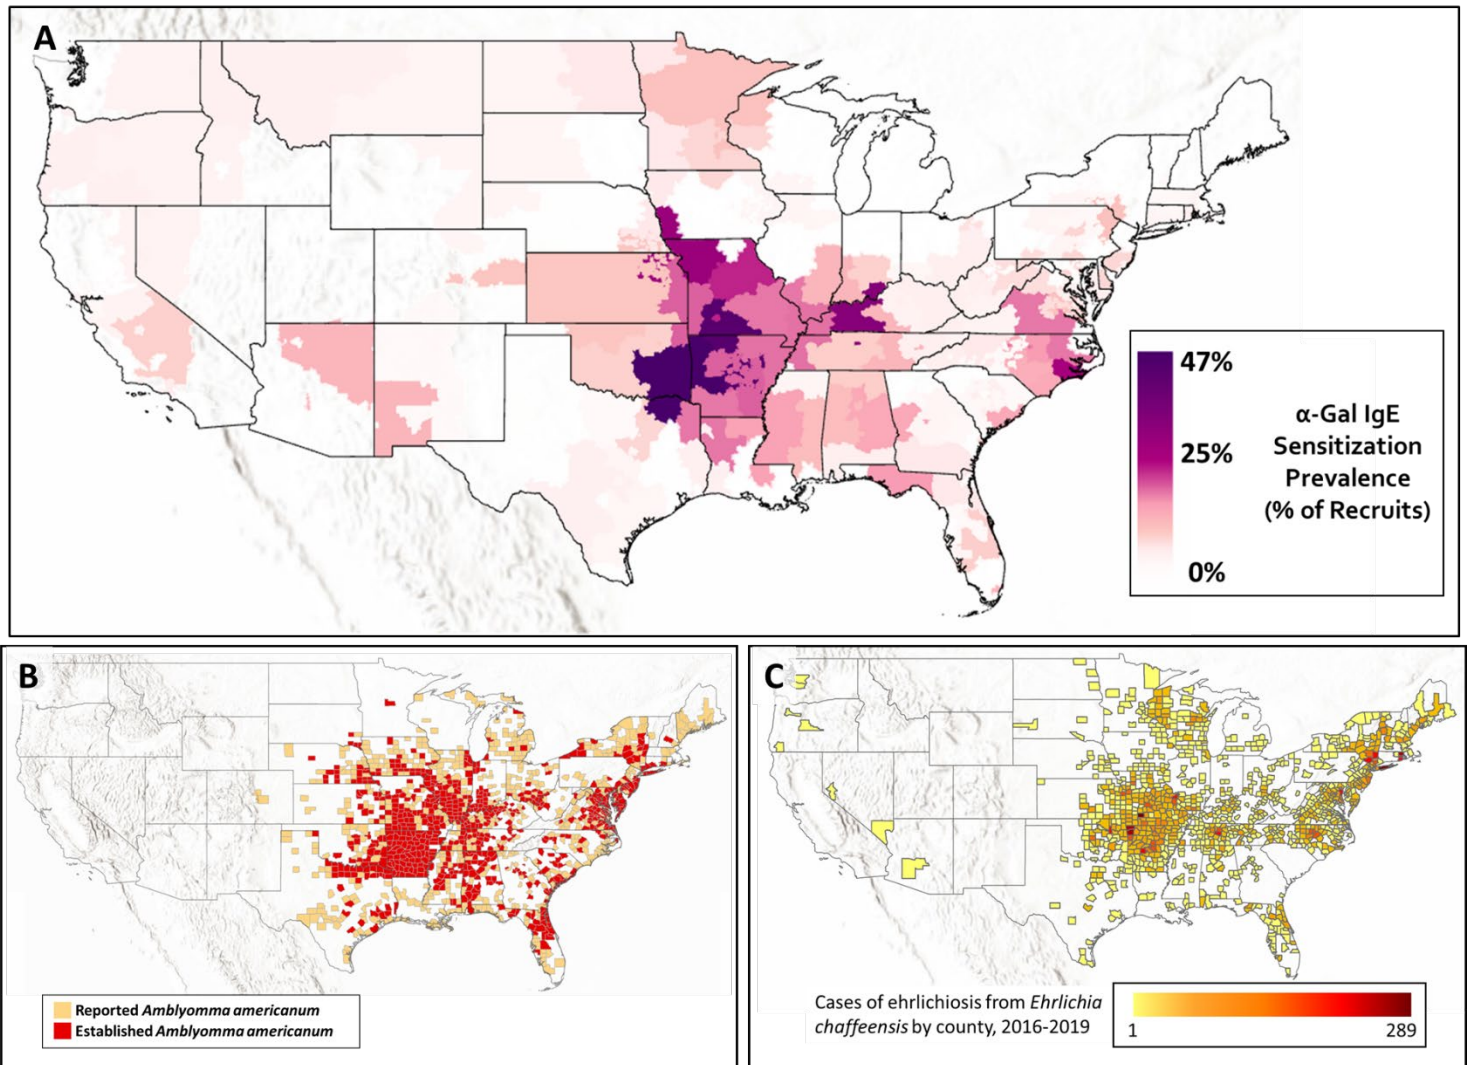 A
47%
25%
0%
α-Gal IgE
Sensitization
Prevalence
(% of Recruits)
B
Reported Amblyomma americanum
Established Amblyomma americanum
C
Cases of ehrlichiosis from Ehrlichia
chaffeensis by county, 2016-2019
1
289